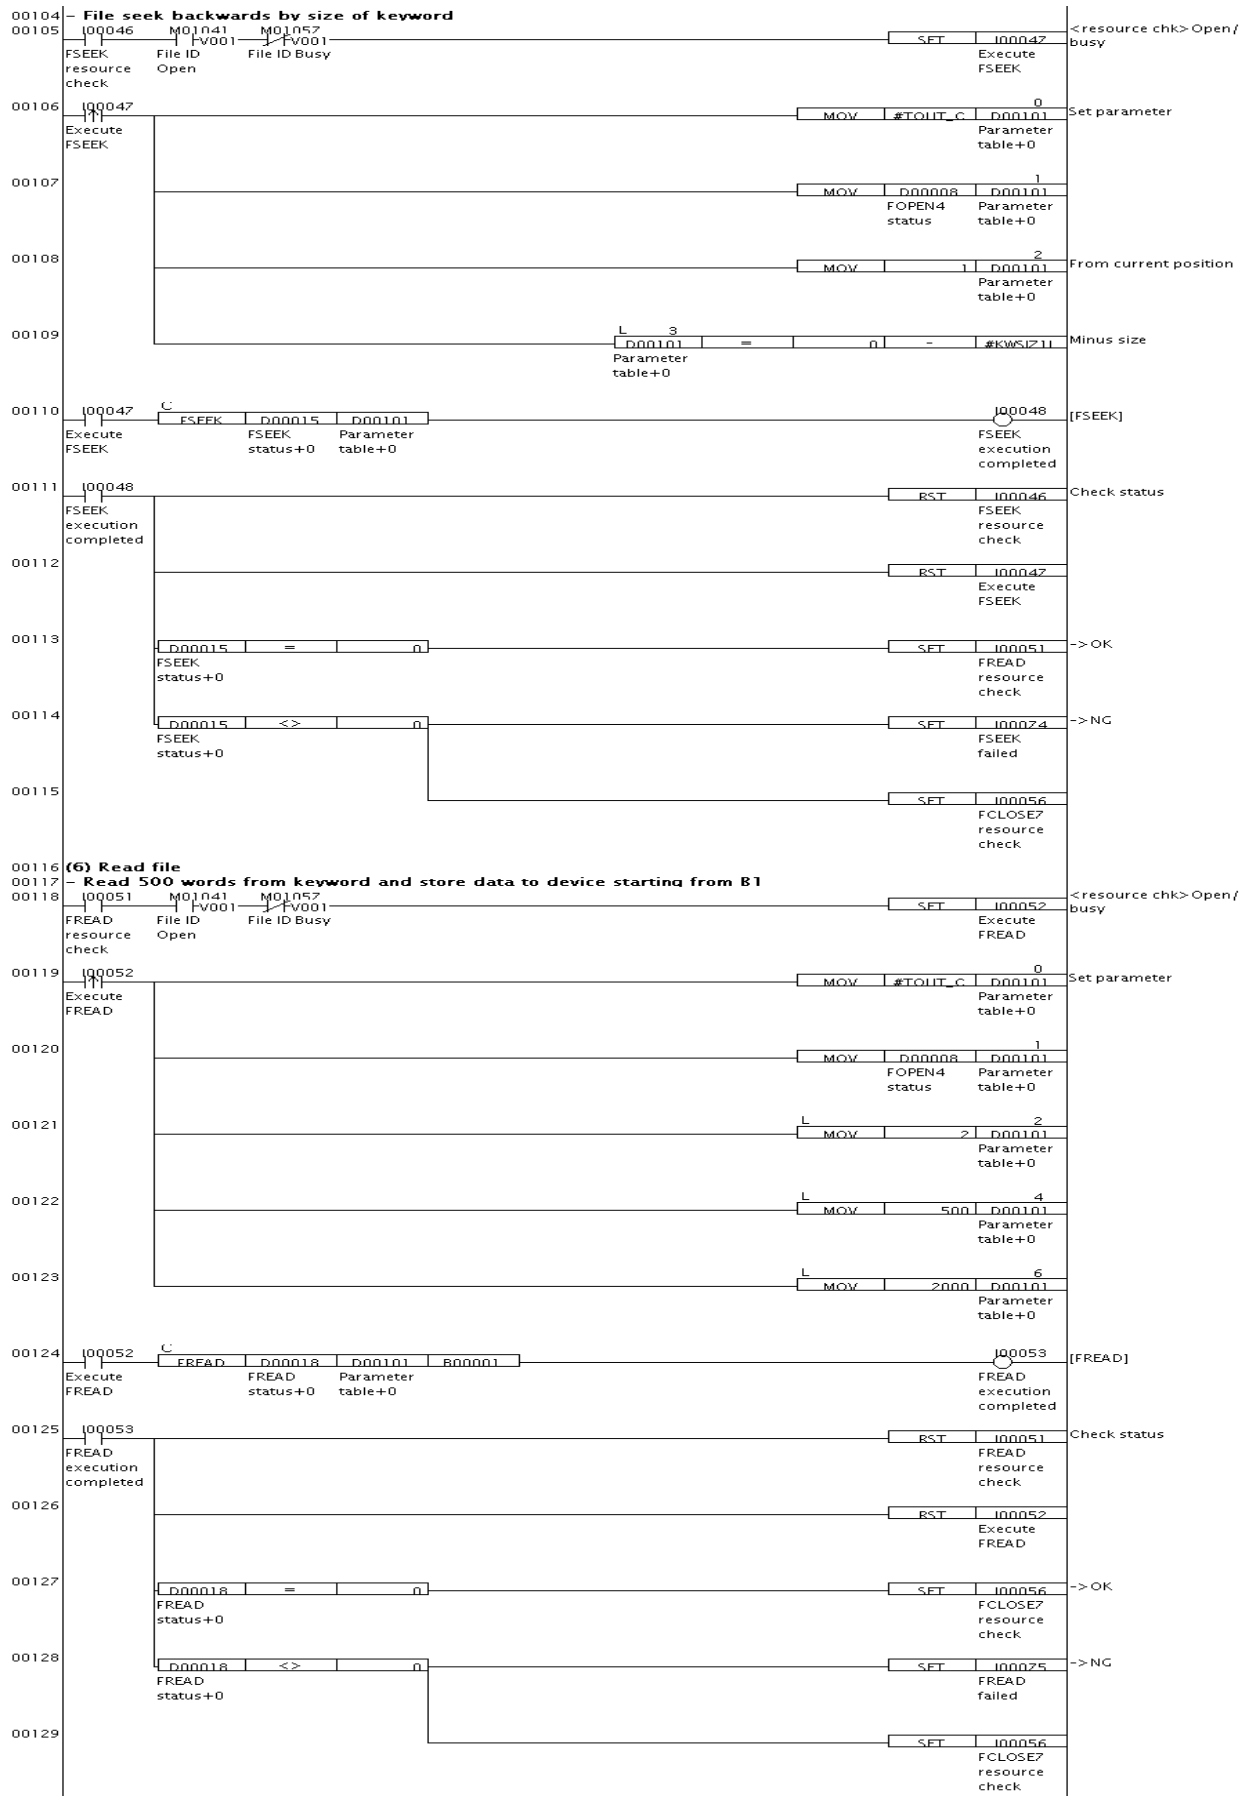 00104 - File seek backwards by size of keyword
00105 I00046 M01041 V001 M01057 V001 SET I00047 <resource chk>Open/
FSEEK File ID File ID Busy Execute busy
resource Open FSEEK
check
00106 I00047 0
MOV #TOUT_C D00101 Set parameter
Execute Parameter
FSEEK table+0
00107 1
MOV D00008 D00101
FOPEN4 Parameter
status table+0
00108 2
MOV 1 D00101 From current position
Parameter
table+0
00109 L 3
D00101 = 0 - #KWSIZ1L Minus size
Parameter
table+0
00110 I00047 C I00048
FSEEK D00015 D00101 [FSEEK]
Execute FSEEK Parameter FSEEK
FSEEK status+0 table+0 execution
completed
00111 I00048 RST I00046 Check status
FSEEK FSEEK
execution resource
completed check
00112 RST I00047
Execute
FSEEK
00113 D00015 = 0 SET I00051 ->OK
FSEEK FREAD
status+0 resource
check
00114 D00015 <> 0 SET I00074 ->NG
FSEEK FSEEK
status+0 failed
00115 SET I00056
FCLOSE7
resource
check
00116 (6) Read file
00117 - Read 500 words from keyword and store data to device starting from B1
00118 I00051 M01041 V001 M01057 V001 SET I00052 <resource chk>Open/
FREAD File ID File ID Busy Execute busy
resource Open FREAD
check
00119 I00052 0
MOV #TOUT_C D00101 Set parameter
Execute Parameter
FREAD table+0
00120 1
MOV D00008 D00101
FOPEN4 Parameter
status table+0
00121 L 2
MOV 2 D00101
Parameter
table+0
00122 L 4
MOV 500 D00101
Parameter
table+0
00123 L 6
MOV 2000 D00101
Parameter
table+0
00124 I00052 C I00053
FREAD D00018 D00101 B00001 [FREAD]
Execute FREAD Parameter FREAD
FREAD status+0 table+0 execution
completed
00125 I00053 RST I00051 Check status
FREAD FREAD
execution resource
completed check
00126 RST I00052
Execute
FREAD
00127 D00018 = 0 SET I00056 ->OK
FREAD FCLOSE7
status+0 resource
check
00128 D00018 <> 0 SET I00075 ->NG
FREAD FREAD
status+0 failed
00129 SET I00056
FCLOSE7
resource
check